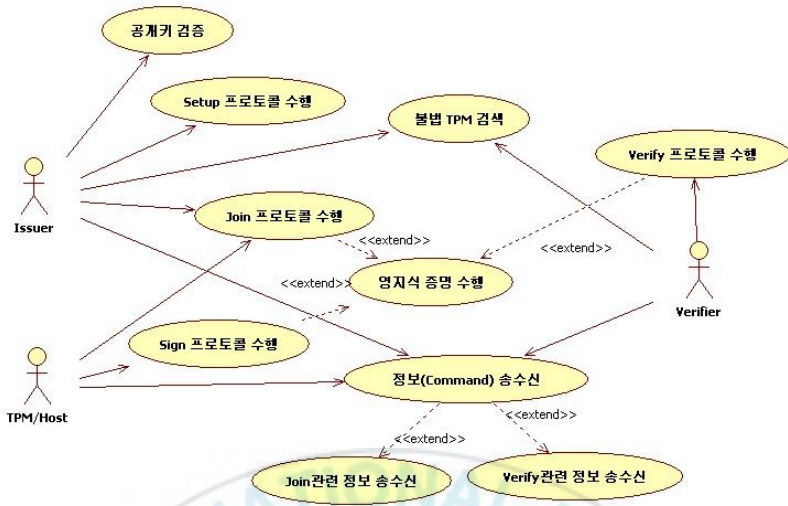 공개키 검증
Setup 프로토콜 수행
불법 TPM 검색
Verify 프로토콜 수행
Issuer
Join 프로토콜 수행
<<extend>>
<<extend>>
<<extend>>
영지식 증명 수행
Verifier
Sign 프로토콜 수행
정보(Command) 송수신
TPM/Host
<<extend>>
<<extend>>
Join관련 정보 송수신
Verify관련 정보 송수신